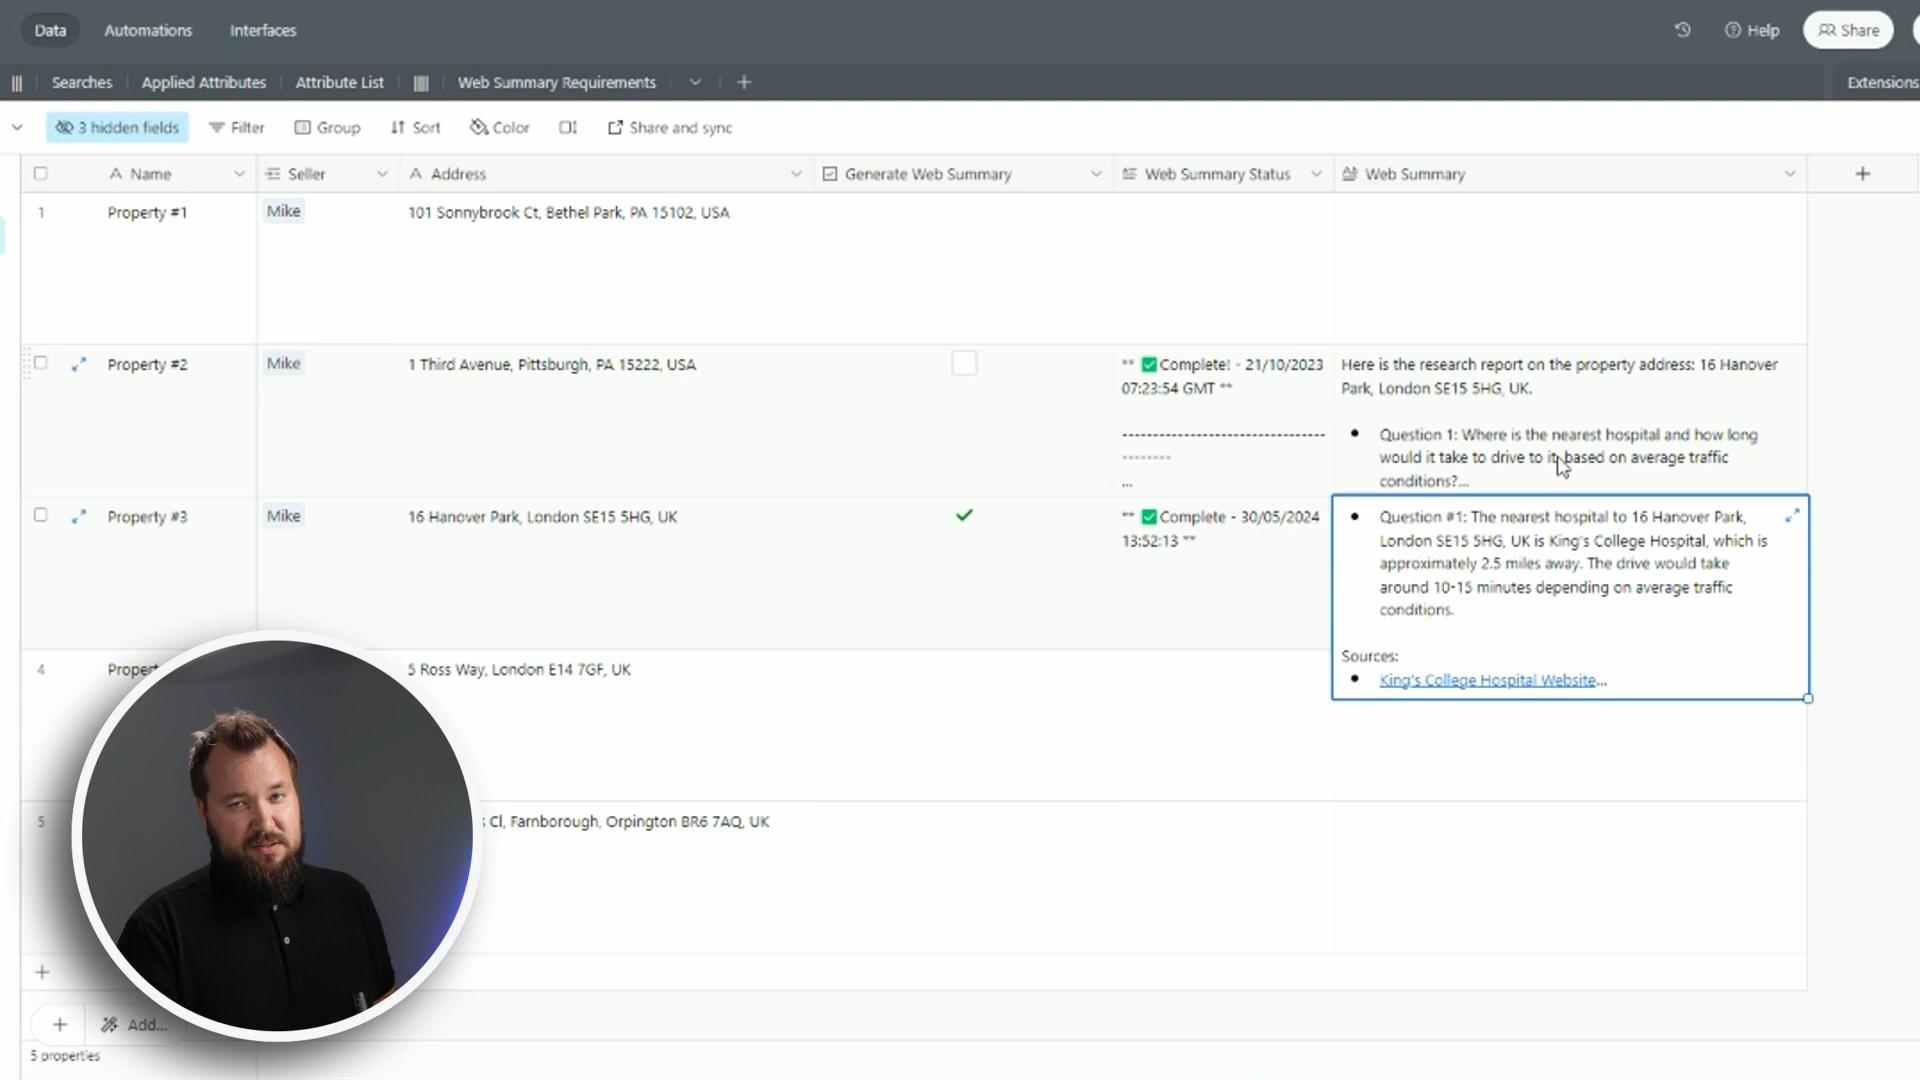 Data Automations Interfaces Help Share
Searches Applied Attributes Attribute List Web Summary Requirements Extensions
3 hidden fields Filter Group Sort Color Share and sync
Name Seller Address Generate Web Summary Web Summary Status Web Summary
1 Property #1 Mike 101 Sonnybrook Ct, Bethel Park, PA 15102, USA
Property #2 Mike 1 Third Avenue, Pittsburgh, PA 15222, USA
** ✅Complete! - 21/10/2023
07:23:54 GMT **
-------------------------------
--------
...
Here is the research report on the property address: 16 Hanover
Park, London SE15 5HG, UK.
• Question 1: Where is the nearest hospital and how long
would it take to drive to it, based on average traffic
conditions?...
Property #3 Mike 16 Hanover Park, London SE15 5HG, UK
** ✅Complete - 30/05/2024
13:52:13 **
• Question #1: The nearest hospital to 16 Hanover Park,
London SE15 5HG, UK is King's College Hospital, which is
approximately 2.5 miles away. The drive would take
around 10-15 minutes depending on average traffic
conditions.
Sources:
• King's College Hospital Website...
4 5 Ross Way, London E14 7GF, UK
5 Cl, Farnborough, Orpington BR6 7AQ, UK
Add...
5 properties